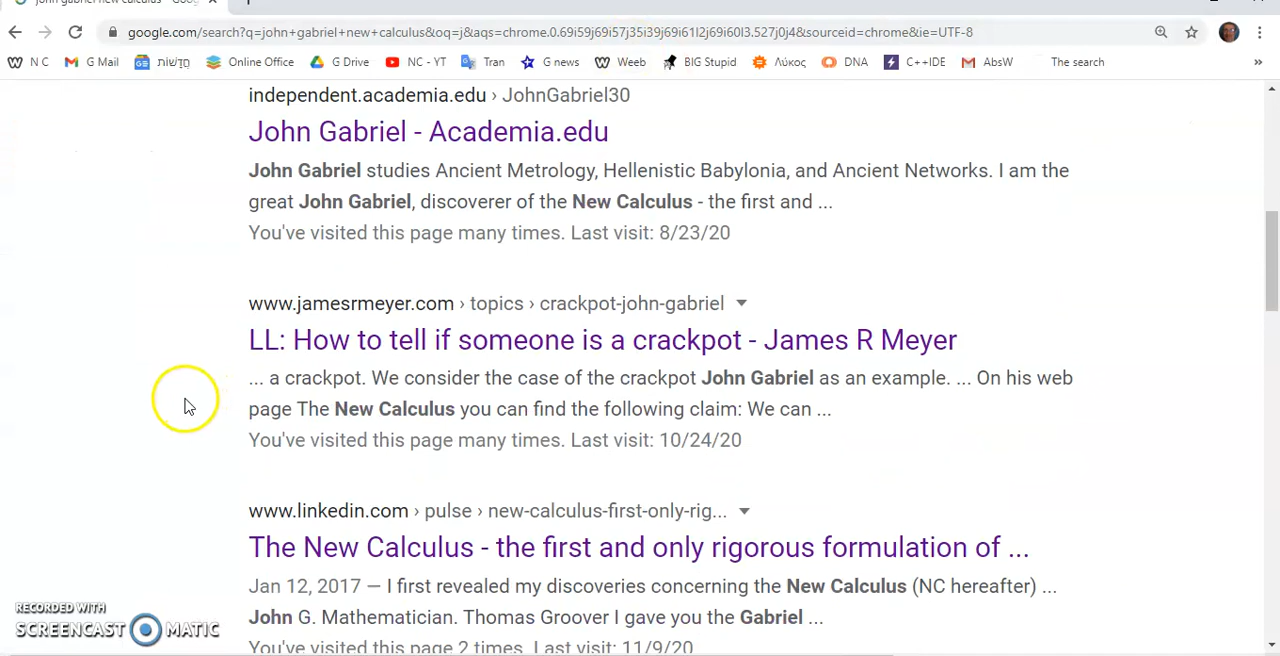 google.com/search?q=john+gabriel+new+calculus&oq=j&aqs=chrome.0.69i59j69i57j35i39j69i61l2j69i60l3.527j0j4&sourceid=chrome&ie=UTF-8
N C G Mail חֲדָשׁוֹת Online Office G Drive NC - YT Tran G news Weeb BIG Stupid Λύκος DNA C++IDE AbsW The search »
independent.academia.edu › JohnGabriel30
John Gabriel - Academia.edu
John Gabriel studies Ancient Metrology, Hellenistic Babylonia, and Ancient Networks. I am the
great John Gabriel, discoverer of the New Calculus - the first and ...
You've visited this page many times. Last visit: 8/23/20
www.jamesrmeyer.com › topics › crackpot-john-gabriel
LL: How to tell if someone is a crackpot - James R Meyer
... a crackpot. We consider the case of the crackpot John Gabriel as an example. ... On his web
page The New Calculus you can find the following claim: We can ...
You've visited this page many times. Last visit: 10/24/20
www.linkedin.com › pulse › new-calculus-first-only-rig...
The New Calculus - the first and only rigorous formulation of ...
Jan 12, 2017 — I first revealed my discoveries concerning the New Calculus (NC hereafter) ...
John G. Mathematician. Thomas Groover I gave you the Gabriel ...
You've visited this page 2 times. Last visit: 11/9/20
RECORDED WITH
SCREENCAST MATIC